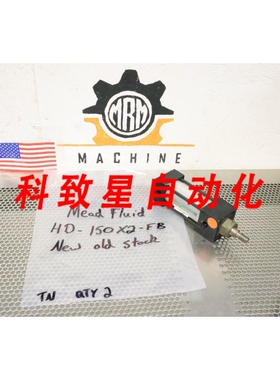 MRM
MACHINE
科致星自动化
Mead Fluid
HD-150X2-FB
New old stock
TN QTY 2